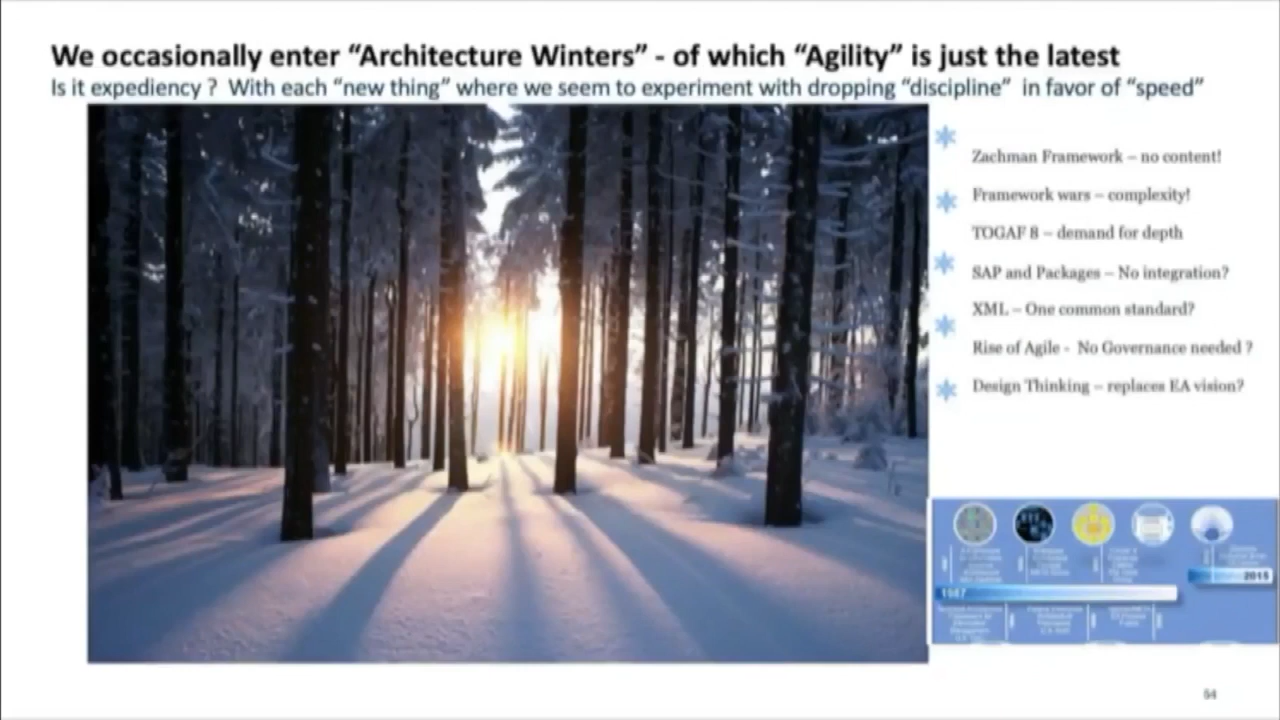 We occasionally enter “Architecture Winters” - of which “Agility” is just the latest
Is it expediency ? With each “new thing” where we seem to experiment with dropping “discipline” in favor of “speed”
Zachman Framework – no content!
Framework wars – complexity!
TOGAF 8 – demand for depth
SAP and Packages – No integration?
XML – One common standard?
Rise of Agile - No Governance needed ?
Design Thinking – replaces EA vision?
1987
2015
54